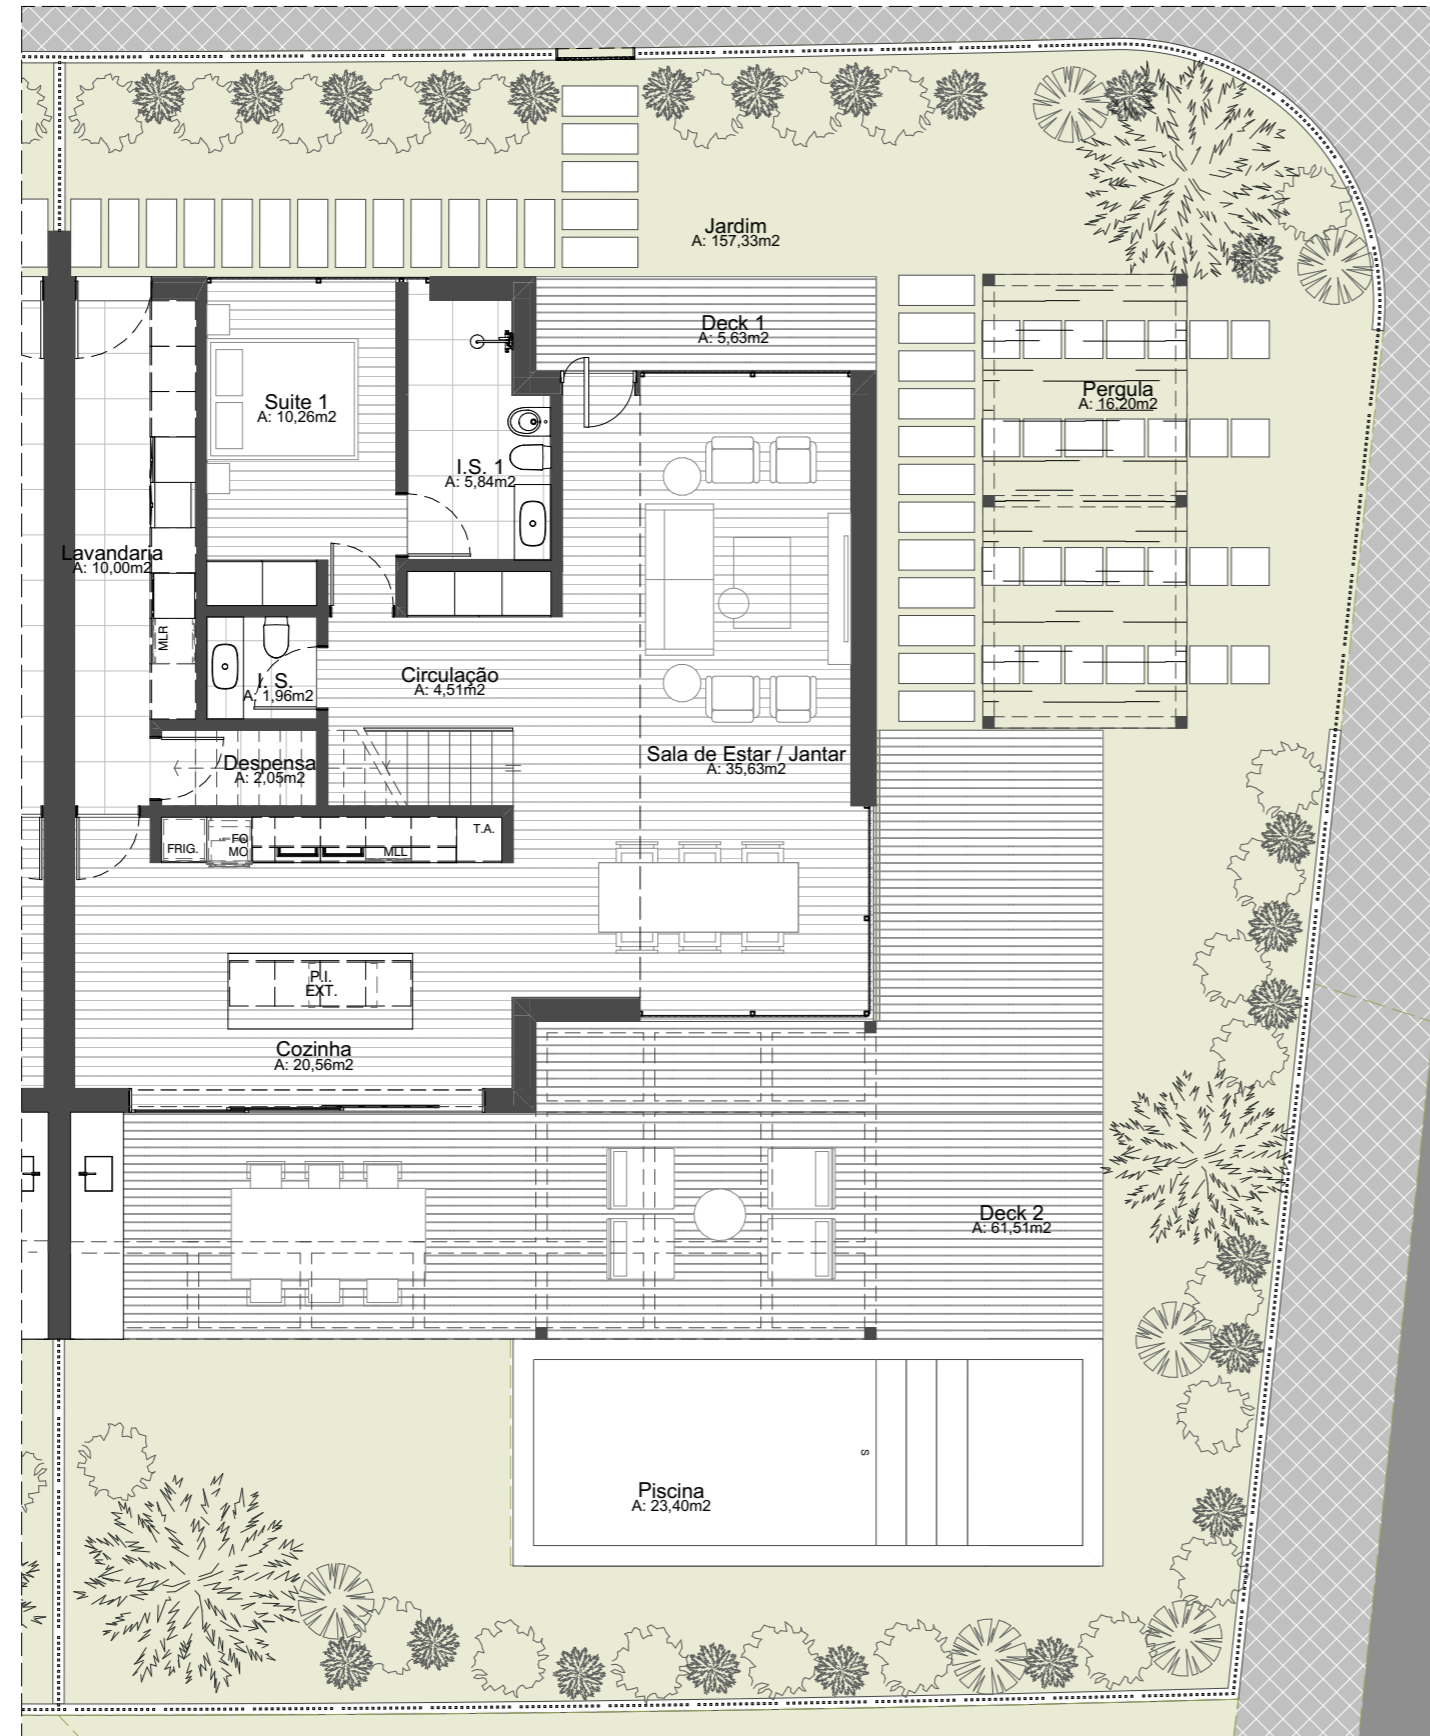 Jardim
A: 157,33m2
Deck 1
A: 5,63m2
Pergula
A: 16,20m2
Suite 1
A: 10,26m2
I.S. 1
A: 5,84m2
Lavandaria
A: 10,00m2
MLR
I. S.
A: 1,96m2
Circulação
A: 4,51m2
Sala de Estar / Jantar
A: 35,63m2
Despensa
A: 2,05m2
FRIG.
FO
MO
MLL
T.A.
P.I.
EXT.
Cozinha
A: 20,56m2
Deck 2
A: 61,51m2
S
Piscina
A: 23,40m2